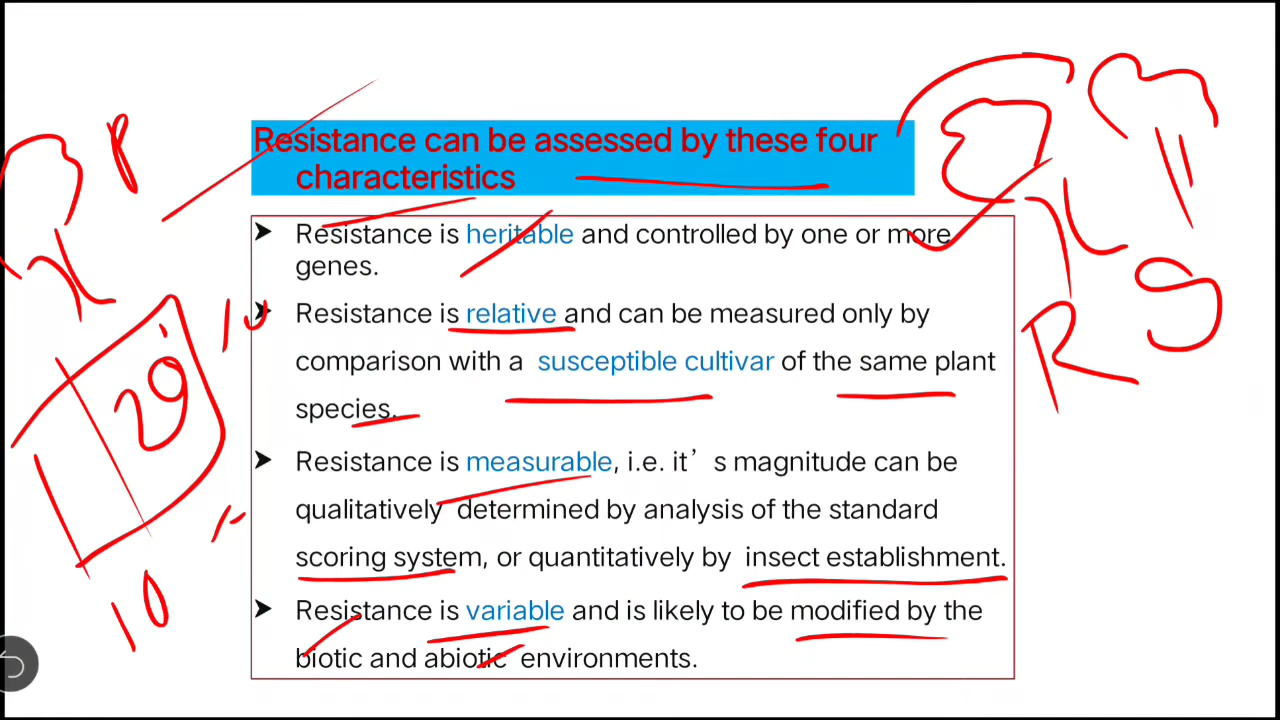 Resistance can be assessed by these four
characteristics
➤ Resistance is heritable and controlled by one or more
genes.
➤ Resistance is relative and can be measured only by
comparison with a susceptible cultivar of the same plant
species.
➤ Resistance is measurable, i.e. it’ s magnitude can be
qualitatively determined by analysis of the standard
scoring system, or quantitatively by insect establishment.
➤ Resistance is variable and is likely to be modified by the
biotic and abiotic environments.
R
S
10